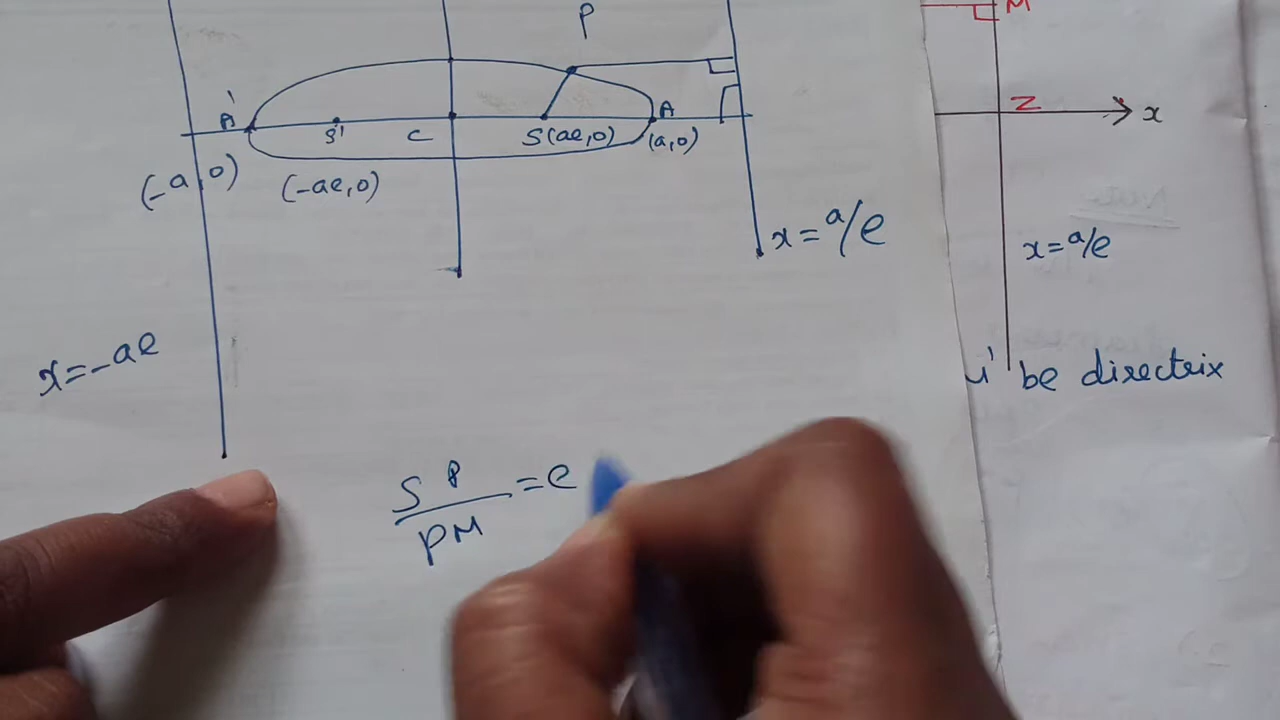 P
M
A' S' C S(ae,0) A (a,0)
Z x
(-a,0) (-ae,0)
x = a/e
x = a/e
x = -ae
be directrix
SP/PM = e